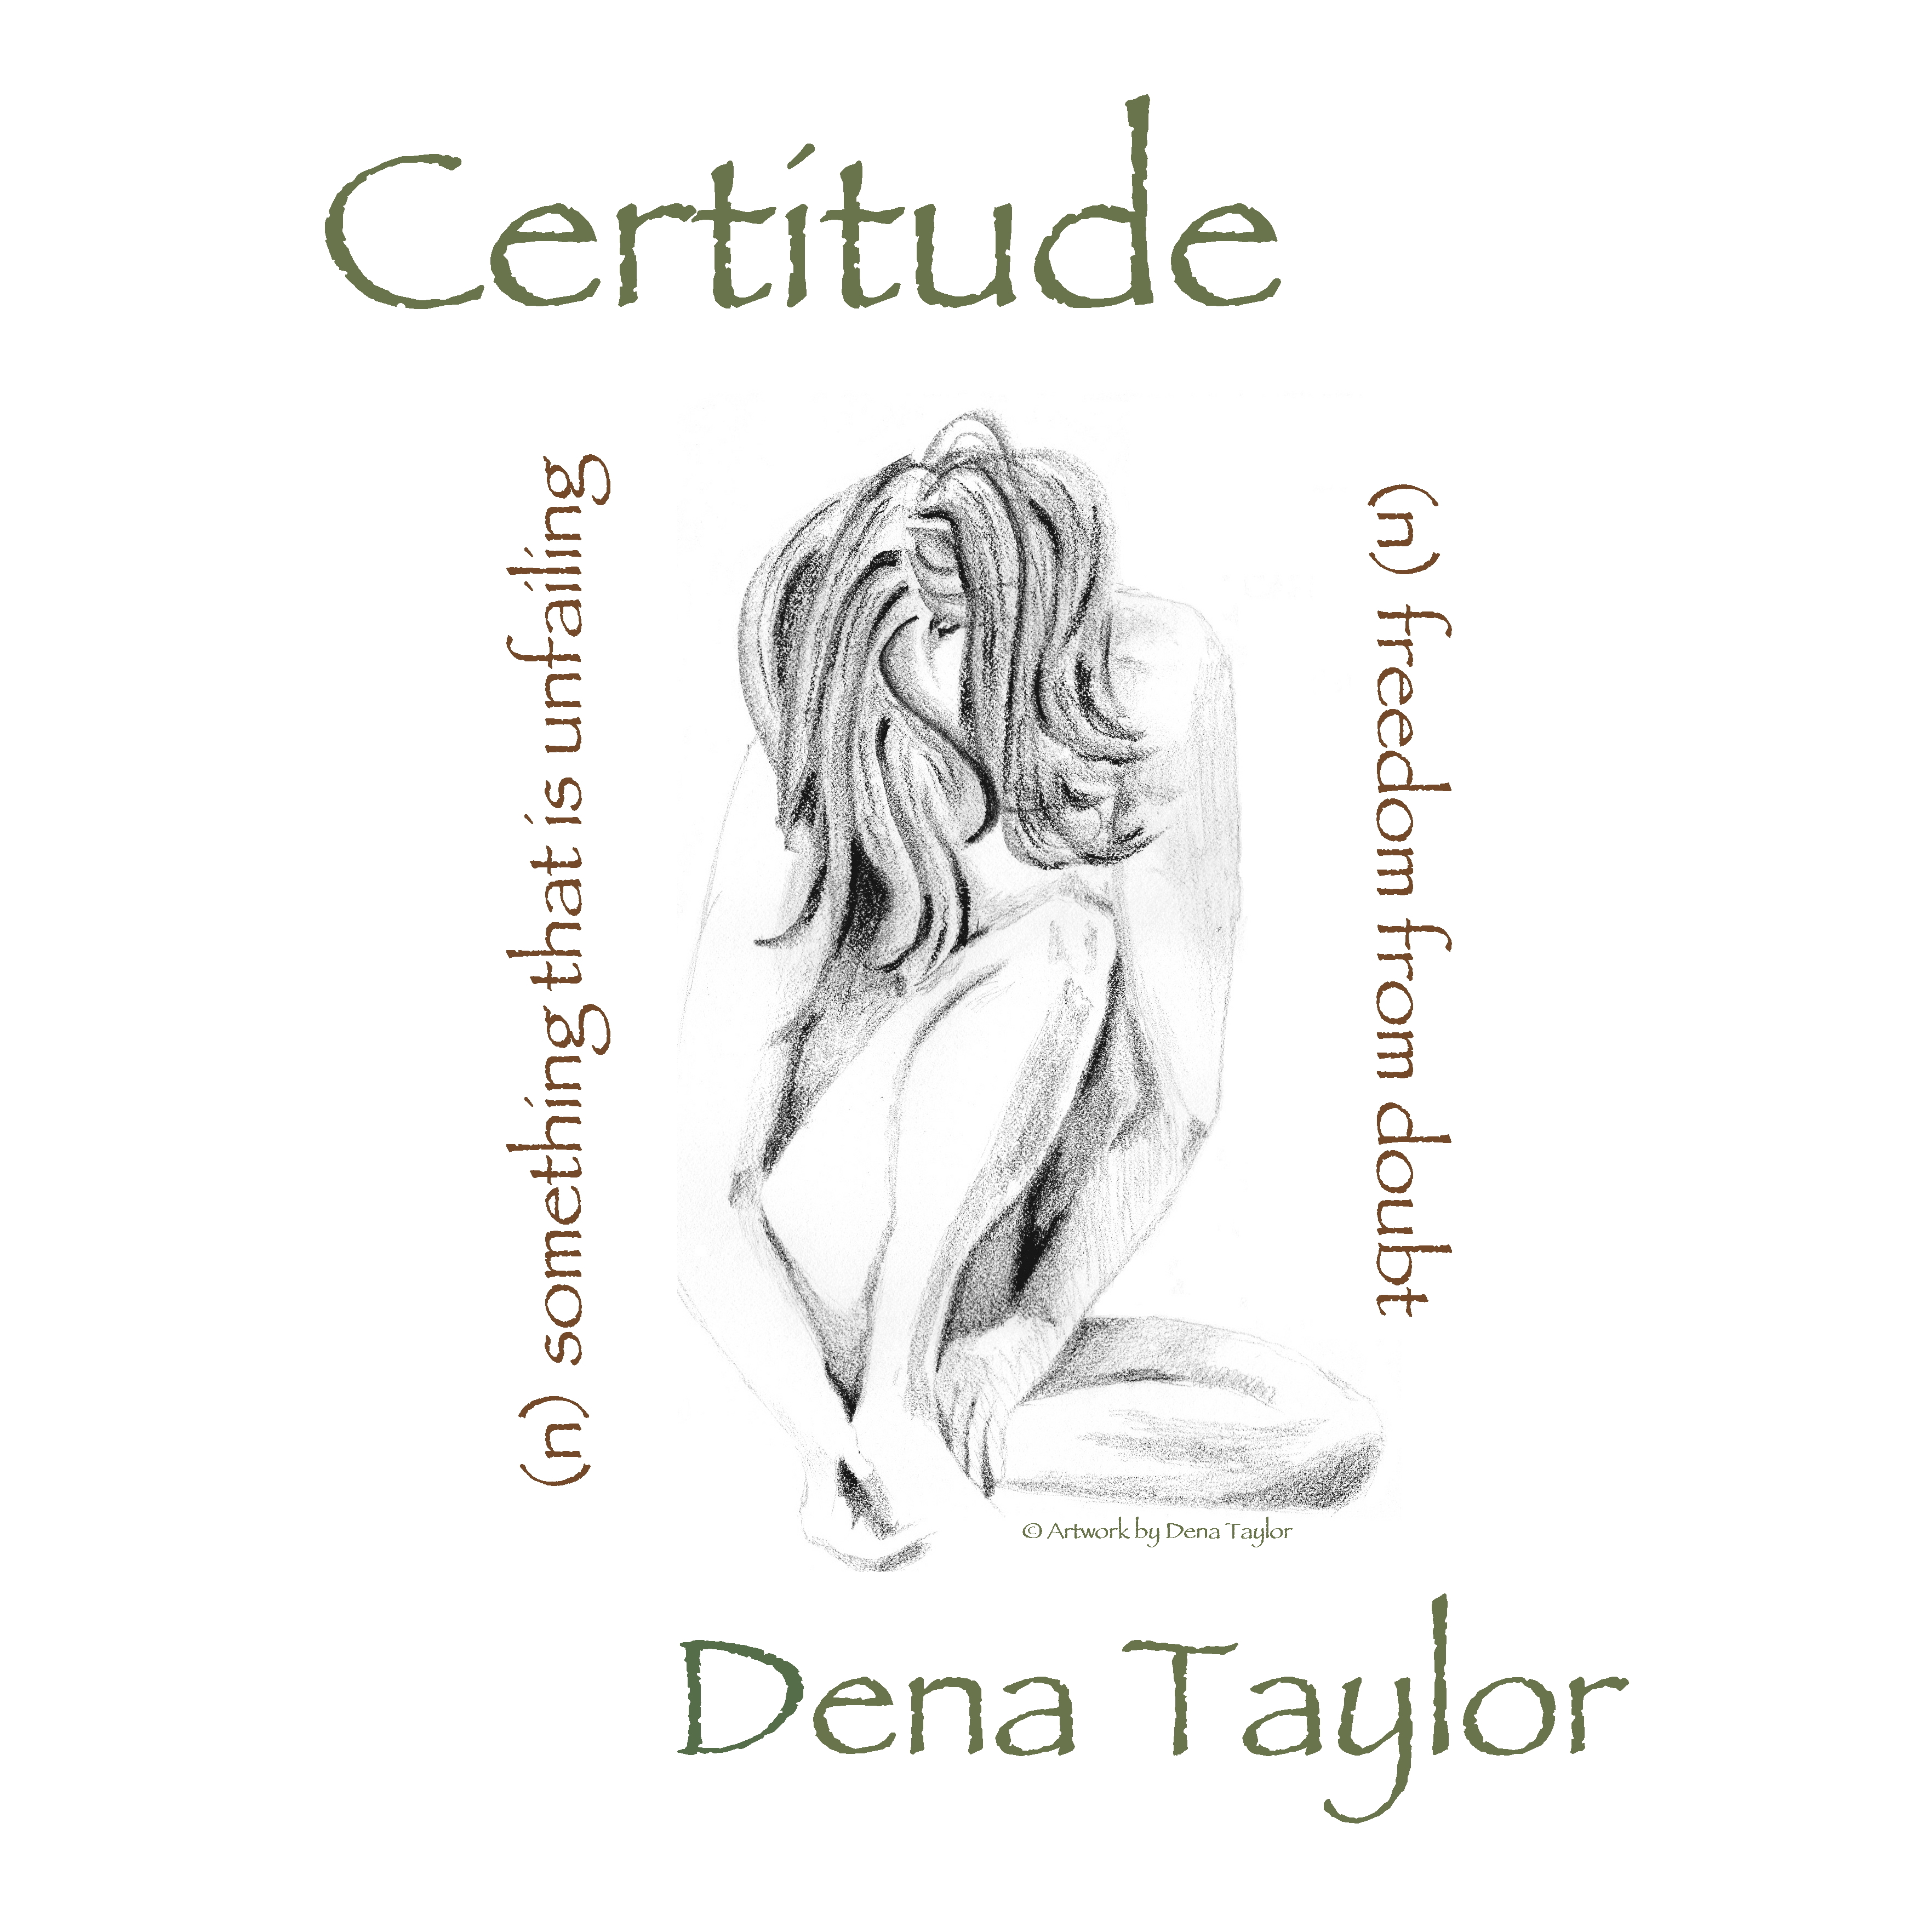 Certitude
(n) something that is unfailing
(n) freedom from doubt
© Artwork by Dena Taylor
Dena Taylor